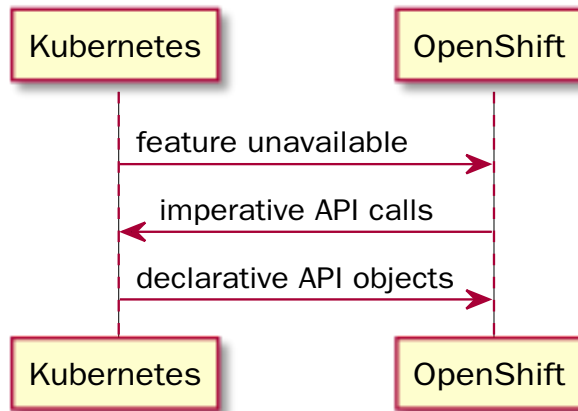 Kubernetes
OpenShift
feature unavailable
imperative API calls
declarative API objects
Kubernetes
OpenShift